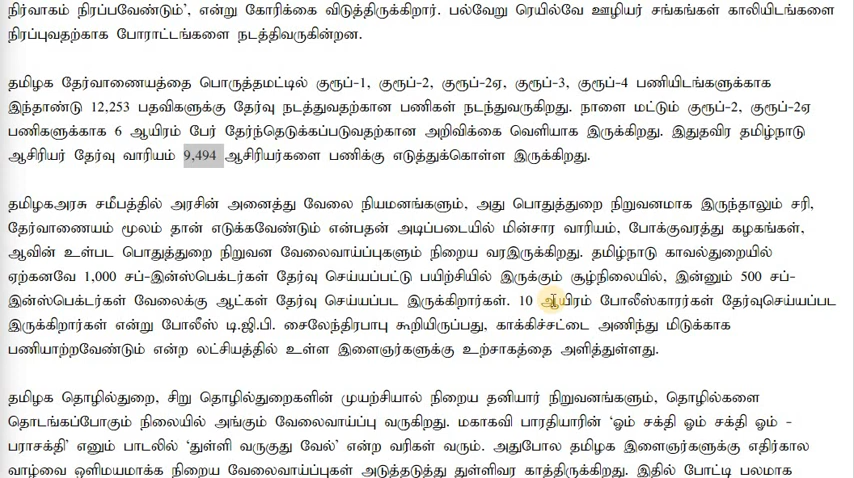 நிர்வாகம் நிரப்பவேண்டும்', என்று கோரிக்கை விடுத்திருக்கிறார். பல்வேறு ரெயில்வே ஊழியர் சங்கங்கள் காலியிடங்களை
நிரப்புவதற்காக போராட்டங்களை நடத்திவருகின்றன.
தமிழக தேர்வாணையத்தை பொருத்தமட்டில் குரூப்-1, குரூப்-2, குரூப்-2ஏ, குரூப்-3, குரூப்-4 பணியிடங்களுக்காக
இந்தாண்டு 12,253 பதவிகளுக்கு தேர்வு நடத்துவதற்கான பணிகள் நடந்துவருகிறது. நாளை மட்டும் குரூப்-2, குரூப்-2ஏ
பணிகளுக்காக 6 ஆயிரம் பேர் தேர்ந்தெடுக்கப்படுவதற்கான அறிவிக்கை வெளியாக இருக்கிறது. இதுதவிர தமிழ்நாடு
ஆசிரியர் தேர்வு வாரியம் 9,494 ஆசிரியர்களை பணிக்கு எடுத்துக்கொள்ள இருக்கிறது.
தமிழகஅரசு சமீபத்தில் அரசின் அனைத்து வேலை நியமனங்களும், அது பொதுத்துறை நிறுவனமாக இருந்தாலும் சரி,
தேர்வாணையம் மூலம் தான் எடுக்கவேண்டும் என்பதன் அடிப்படையில் மின்சார வாரியம், போக்குவரத்து கழகங்கள்,
ஆவின் உள்பட பொதுத்துறை நிறுவன வேலைவாய்ப்புகளும் நிறைய வரஇருக்கிறது. தமிழ்நாடு காவல்துறையில்
ஏற்கனவே 1,000 சப்-இன்ஸ்பெக்டர்கள் தேர்வு செய்யப்பட்டு பயிற்சியில் இருக்கும் சூழ்நிலையில், இன்னும் 500 சப்-
இன்ஸ்பெக்டர்கள் வேலைக்கு ஆட்கள் தேர்வு செய்யப்பட இருக்கிறார்கள். 10 ஆயிரம் போலீஸ்காரர்கள் தேர்வுசெய்யப்பட
இருக்கிறார்கள் என்று போலீஸ் டி.ஜி.பி. சைலேந்திரபாபு கூறியிருப்பது, காக்கிச்சட்டை அணிந்து மிடுக்காக
பணியாற்றவேண்டும் என்ற லட்சியத்தில் உள்ள இளைஞர்களுக்கு உற்சாகத்தை அளித்துள்ளது.
தமிழக தொழில்துறை, சிறு தொழில்துறைகளின் முயற்சியால் நிறைய தனியார் நிறுவனங்களும், தொழில்களை
தொடங்கப்போகும் நிலையில் அங்கும் வேலைவாய்ப்பு வருகிறது. மகாகவி பாரதியாரின் 'ஓம் சக்தி ஓம் சக்தி ஓம் -
பராசக்தி' எனும் பாடலில் 'துள்ளி வருகுது வேல்' என்ற வரிகள் வரும். அதுபோல தமிழக இளைஞர்களுக்கு எதிர்கால
வாழ்வை ஒளிமயமாக்க நிறைய வேலைவாய்ப்புகள் அடுத்தடுத்து துள்ளிவர காத்திருக்கிறது. இதில் போட்டி பலமாக